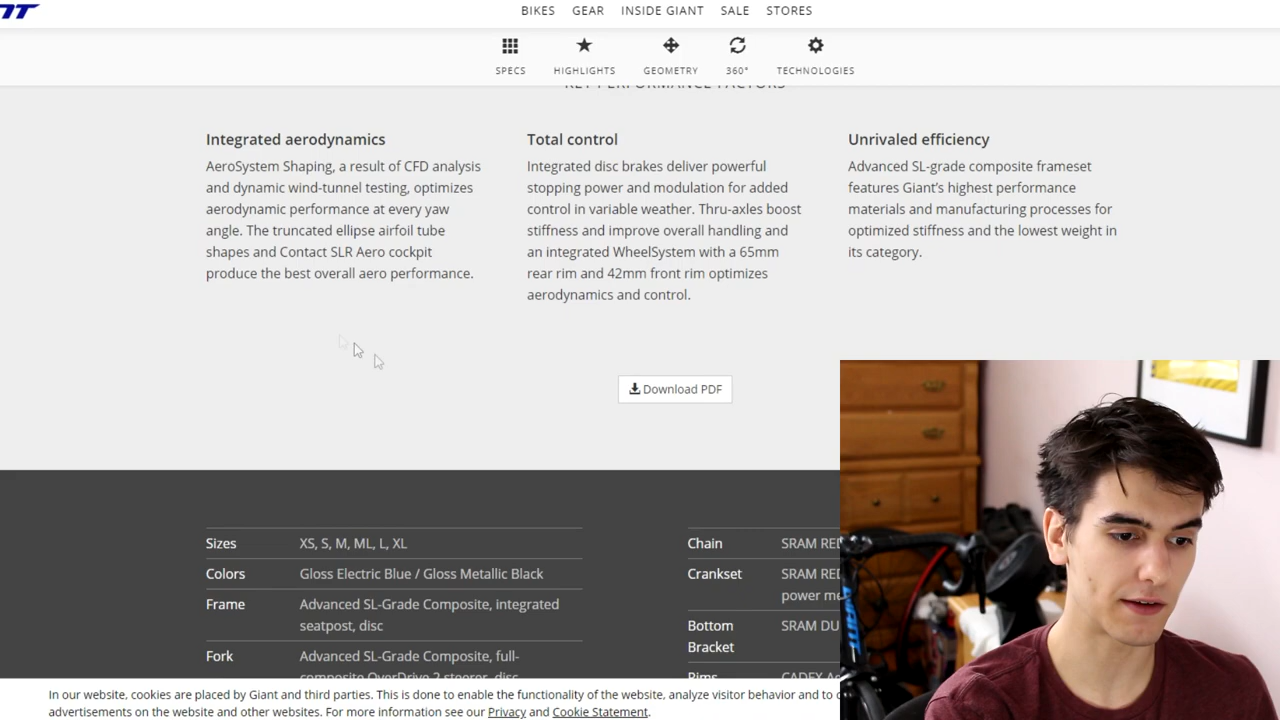 BIKES GEAR INSIDE GIANT SALE STORES
SPECS HIGHLIGHTS GEOMETRY 360° TECHNOLOGIES
KEY PERFORMANCE FACTORS
Integrated aerodynamics
AeroSystem Shaping, a result of CFD analysis
and dynamic wind-tunnel testing, optimizes
aerodynamic performance at every yaw
angle. The truncated ellipse airfoil tube
shapes and Contact SLR Aero cockpit
produce the best overall aero performance.
Total control
Integrated disc brakes deliver powerful
stopping power and modulation for added
control in variable weather. Thru-axles boost
stiffness and improve overall handling and
an integrated WheelSystem with a 65mm
rear rim and 42mm front rim optimizes
aerodynamics and control.
Unrivaled efficiency
Advanced SL-grade composite frameset
features Giant's highest performance
materials and manufacturing processes for
optimized stiffness and the lowest weight in
its category.
Download PDF
Sizes XS, S, M, ML, L, XL
Colors Gloss Electric Blue / Gloss Metallic Black
Frame Advanced SL-Grade Composite, integrated
seatpost, disc
Fork Advanced SL-Grade Composite, full-
composite OverDrive 2 steerer, disc
Chain SRAM RED
Crankset SRAM RED
power me
Bottom SRAM DU
Bracket
Rims CADEX Ae
In our website, cookies are placed by Giant and third parties. This is done to enable the functionality of the website, analyze visitor behavior and to
advertisements on the website and other websites. For more information see our Privacy and Cookie Statement.